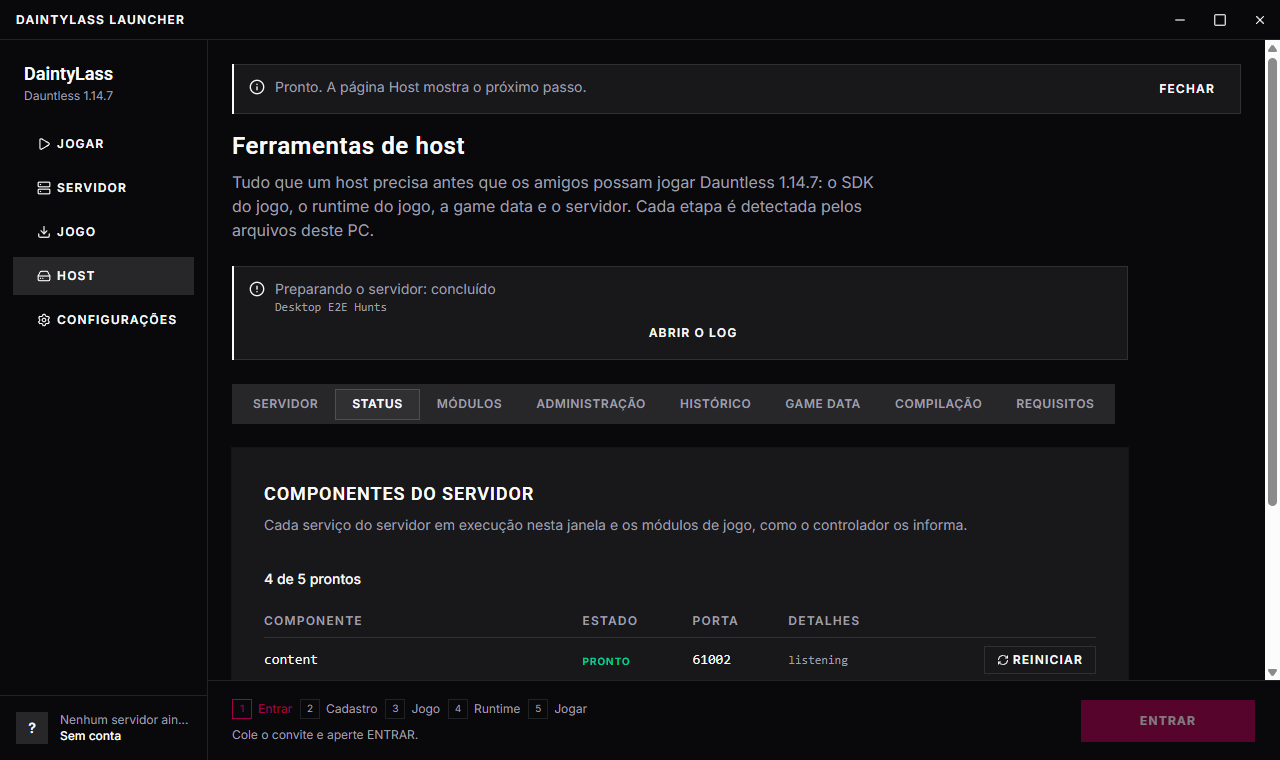 DAINTYLASS LAUNCHER
DaintyLass
Dauntless 1.14.7
JOGAR
SERVIDOR
JOGO
HOST
CONFIGURAÇÕES
Pronto. A página Host mostra o próximo passo.
FECHAR
Ferramentas de host
Tudo que um host precisa antes que os amigos possam jogar Dauntless 1.14.7: o SDK
do jogo, o runtime do jogo, a game data e o servidor. Cada etapa é detectada pelos
arquivos deste PC.
Preparando o servidor: concluído
Desktop E2E Hunts
ABRIR O LOG
SERVIDOR STATUS MÓDULOS ADMINISTRAÇÃO HISTÓRICO GAME DATA COMPILAÇÃO REQUISITOS
COMPONENTES DO SERVIDOR
Cada serviço do servidor em execução nesta janela e os módulos de jogo, como o controlador os informa.
4 de 5 prontos
COMPONENTE ESTADO PORTA DETALHES
content PRONTO 61002 listening REINICIAR
? Nenhum servidor ain...
Sem conta
1 Entrar 2 Cadastro 3 Jogo 4 Runtime 5 Jogar
Cole o convite e aperte ENTRAR.
ENTRAR